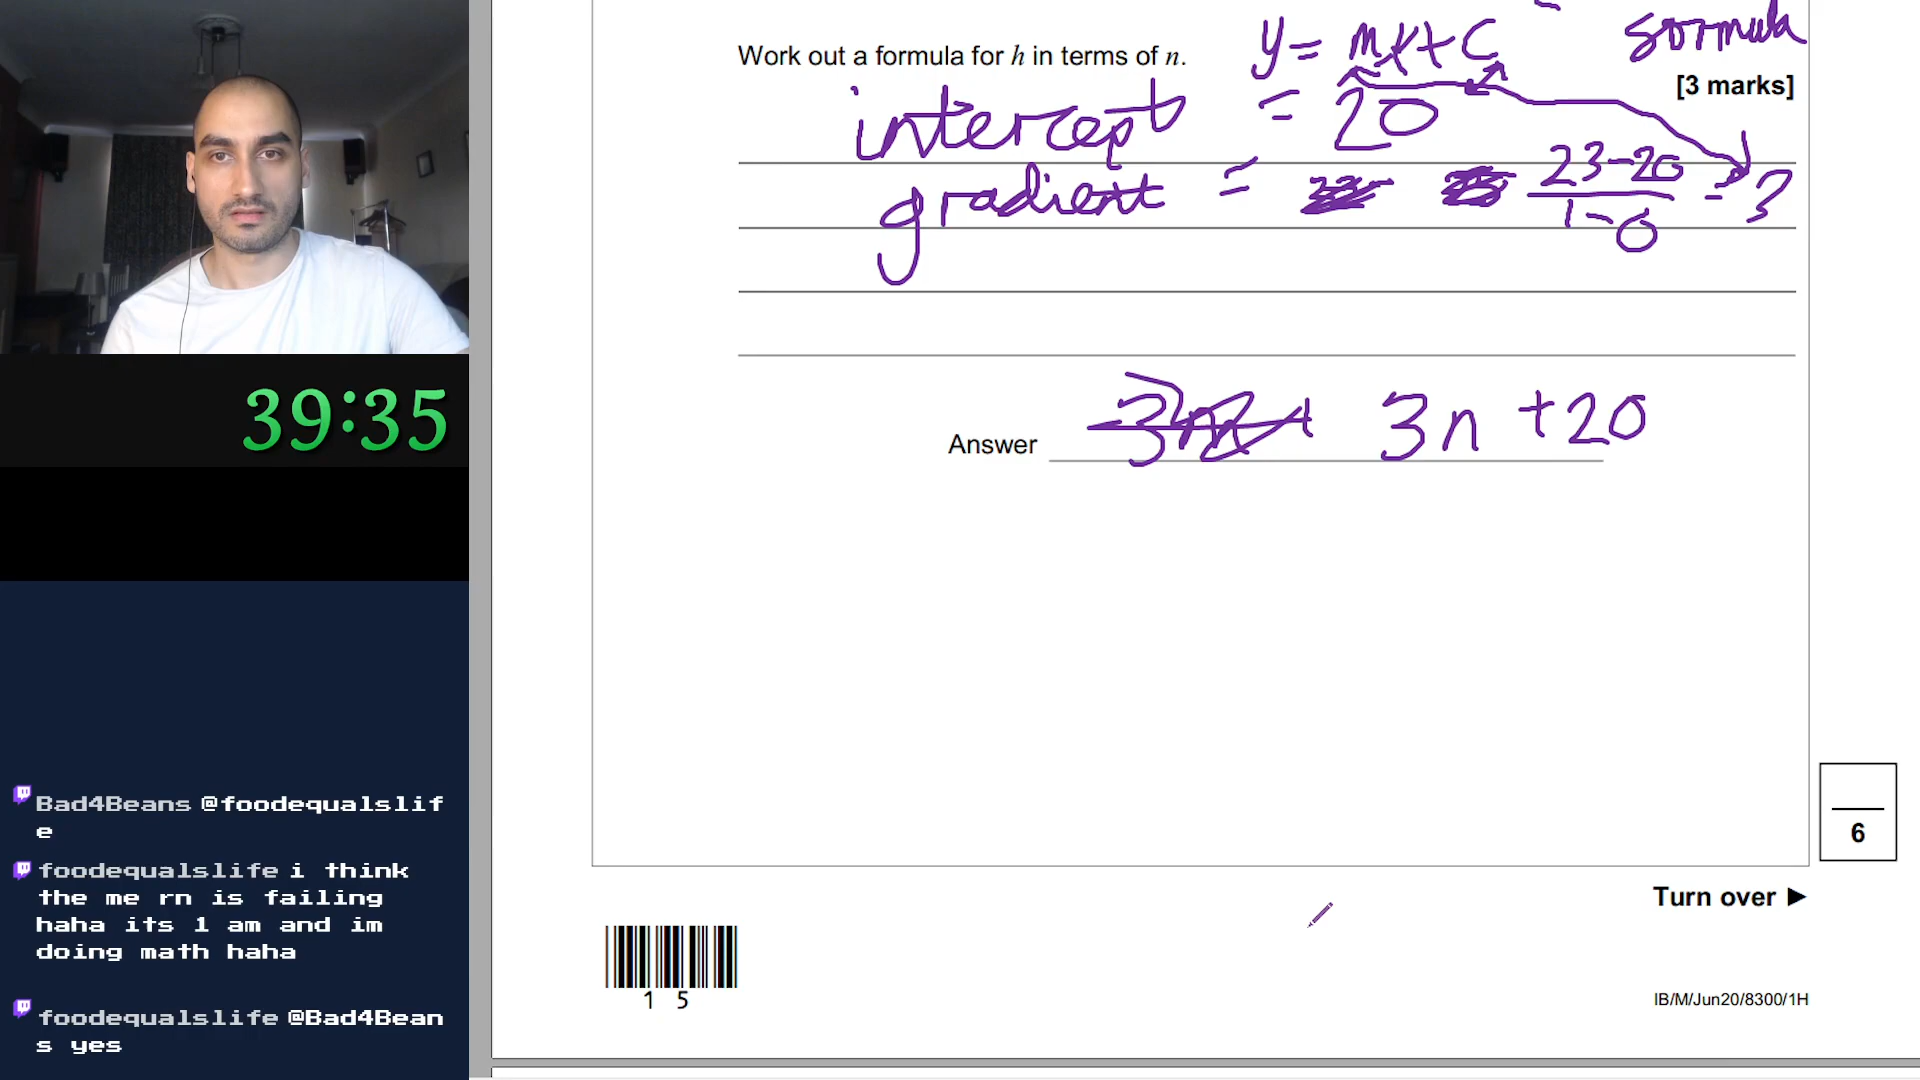 y = mx + c formula
Work out a formula for h in terms of n.
[3 marks]
intercept = 20
gradient = 23-20
1-0
= 3
Answer 3n + 20
39:35
Bad4Beans @foodequalslif
e
foodequalslife i think
the me rn is failing
haha its 1 am and im
doing math haha
foodequalslife @Bad4Bean
s yes
6
Turn over ►
1 5
IB/M/Jun20/8300/1H